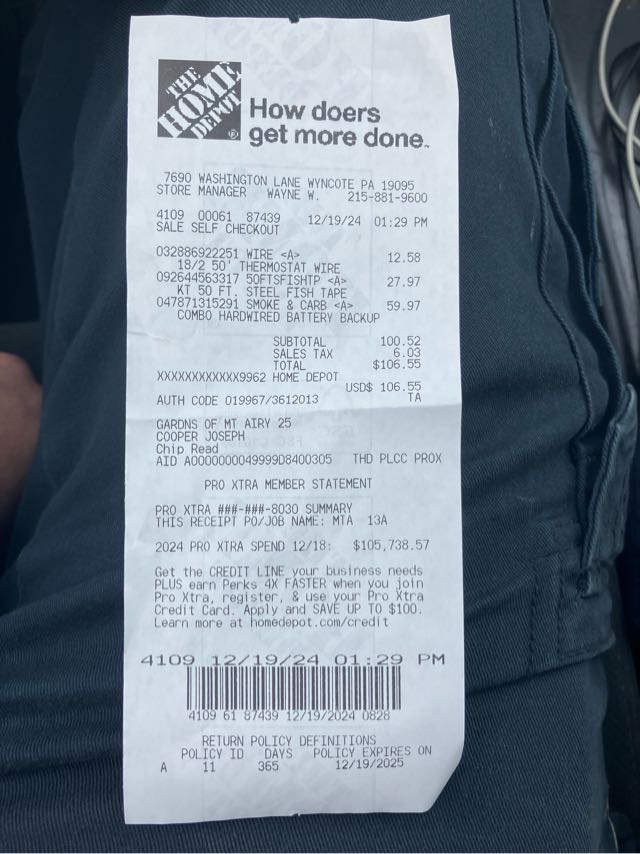 THE
HOME
DEPOT
®
How doers
get more done™
7690 WASHINGTON LANE WYNCOTE PA 19095
STORE MANAGER WAYNE W. 215-881-9600
4109 00061 87439 12/19/24 01:29 PM
SALE SELF CHECKOUT
032886922251 WIRE <A> 12.58
18/2 50' THERMOSTAT WIRE
092644563317 50FTSFISHTP <A> 27.97
KT 50 FT. STEEL FISH TAPE
047871315291 SMOKE & CARB <A> 59.97
COMBO HARDWIRED BATTERY BACKUP
SUBTOTAL 100.52
SALES TAX 6.03
TOTAL $106.55
XXXXXXXXXXXX9962 HOME DEPOT
USD$ 106.55
AUTH CODE 019967/3612013 TA
GARDNS OF MT AIRY 25
COOPER JOSEPH
Chip Read
AID A0000000049999D8400305 THD PLCC PROX
PRO XTRA MEMBER STATEMENT
PRO XTRA ###-###-8030 SUMMARY
THIS RECEIPT PO/JOB NAME: MTA 13A
2024 PRO XTRA SPEND 12/18: $105,738.57
Get the CREDIT LINE your business needs
PLUS earn Perks 4X FASTER when you join
Pro Xtra, register, & use your Pro Xtra
Credit Card. Apply and SAVE UP TO $100.
Learn more at homedepot.com/credit
4109 12/19/24 01:29 PM
4109 61 87439 12/19/2024 0828
RETURN POLICY DEFINITIONS
POLICY ID DAYS POLICY EXPIRES ON
A 11 365 12/19/2025